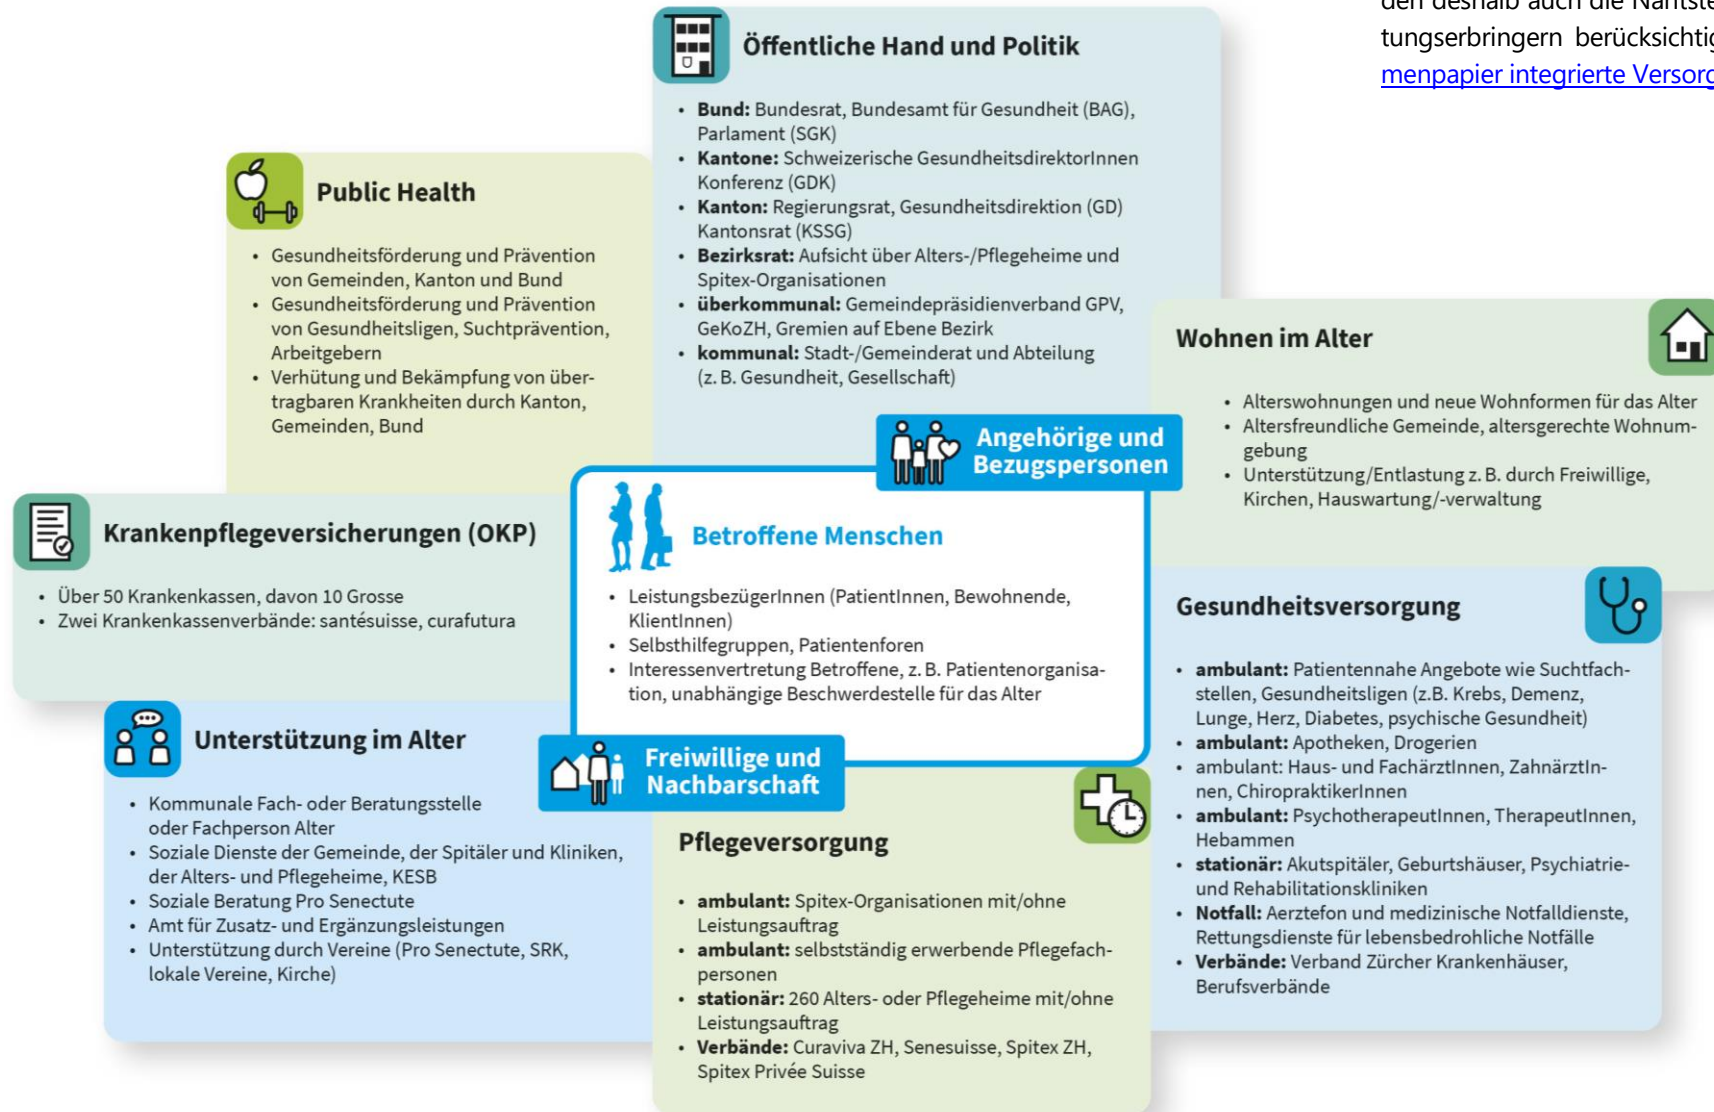 den deshalb auch die Nahtste
tungserbringern berücksichtig
menpapier integrierte Versorg
Öffentliche Hand und Politik
• Bund: Bundesrat, Bundesamt für Gesundheit (BAG),
Parlament (SGK)
• Kantone: Schweizerische GesundheitsdirektorInnen
Konferenz (GDK)
• Kanton: Regierungsrat, Gesundheitsdirektion (GD)
Kantonsrat (KSSG)
• Bezirksrat: Aufsicht über Alters-/Pflegeheime und
Spitex-Organisationen
• überkommunal: Gemeindepräsidienverband GPV,
GeKoZH, Gremien auf Ebene Bezirk
• kommunal: Stadt-/Gemeinderat und Abteilung
(z. B. Gesundheit, Gesellschaft)
Public Health
• Gesundheitsförderung und Prävention
von Gemeinden, Kanton und Bund
• Gesundheitsförderung und Prävention
von Gesundheitsligen, Suchtprävention,
Arbeitgebern
• Verhütung und Bekämpfung von über-
tragbaren Krankheiten durch Kanton,
Gemeinden, Bund
Wohnen im Alter
• Alterswohnungen und neue Wohnformen für das Alter
• Altersfreundliche Gemeinde, altersgerechte Wohnum-
gebung
• Unterstützung/Entlastung z. B. durch Freiwillige,
Kirchen, Hauswartung/-verwaltung
Angehörige und
Bezugspersonen
Krankenpflegeversicherungen (OKP)
• Über 50 Krankenkassen, davon 10 Grosse
• Zwei Krankenkassenverbände: santésuisse, curafutura
Betroffene Menschen
• LeistungsbezügerInnen (PatientInnen, Bewohnende,
KlientInnen)
• Selbsthilfegruppen, Patientenforen
• Interessenvertretung Betroffene, z. B. Patientenorganisa-
tion, unabhängige Beschwerdestelle für das Alter
Gesundheitsversorgung
• ambulant: Patientennahe Angebote wie Suchtfach-
stellen, Gesundheitsligen (z.B. Krebs, Demenz,
Lunge, Herz, Diabetes, psychische Gesundheit)
• ambulant: Apotheken, Drogerien
• ambulant: Haus- und FachärztInnen, ZahnärztIn-
nen, ChiropraktikerInnen
• ambulant: PsychotherapeutInnen, TherapeutInnen,
Hebammen
• stationär: Akutspitäler, Geburtshäuser, Psychiatrie-
und Rehabilitationskliniken
• Notfall: Aerztefon und medizinische Notfalldienste,
Rettungsdienste für lebensbedrohliche Notfälle
• Verbände: Verband Zürcher Krankenhäuser,
Berufsverbände
Unterstützung im Alter
• Kommunale Fach- oder Beratungsstelle
oder Fachperson Alter
• Soziale Dienste der Gemeinde, der Spitäler und Kliniken,
der Alters- und Pflegeheime, KESB
• Soziale Beratung Pro Senectute
• Amt für Zusatz- und Ergänzungsleistungen
• Unterstützung durch Vereine (Pro Senectute, SRK,
lokale Vereine, Kirche)
Freiwillige und
Nachbarschaft
Pflegeversorgung
• ambulant: Spitex-Organisationen mit/ohne
Leistungsauftrag
• ambulant: selbstständig erwerbende Pflegefach-
personen
• stationär: 260 Alters- oder Pflegeheime mit/ohne
Leistungsauftrag
• Verbände: Curaviva ZH, Senesuisse, Spitex ZH,
Spitex Privée Suisse